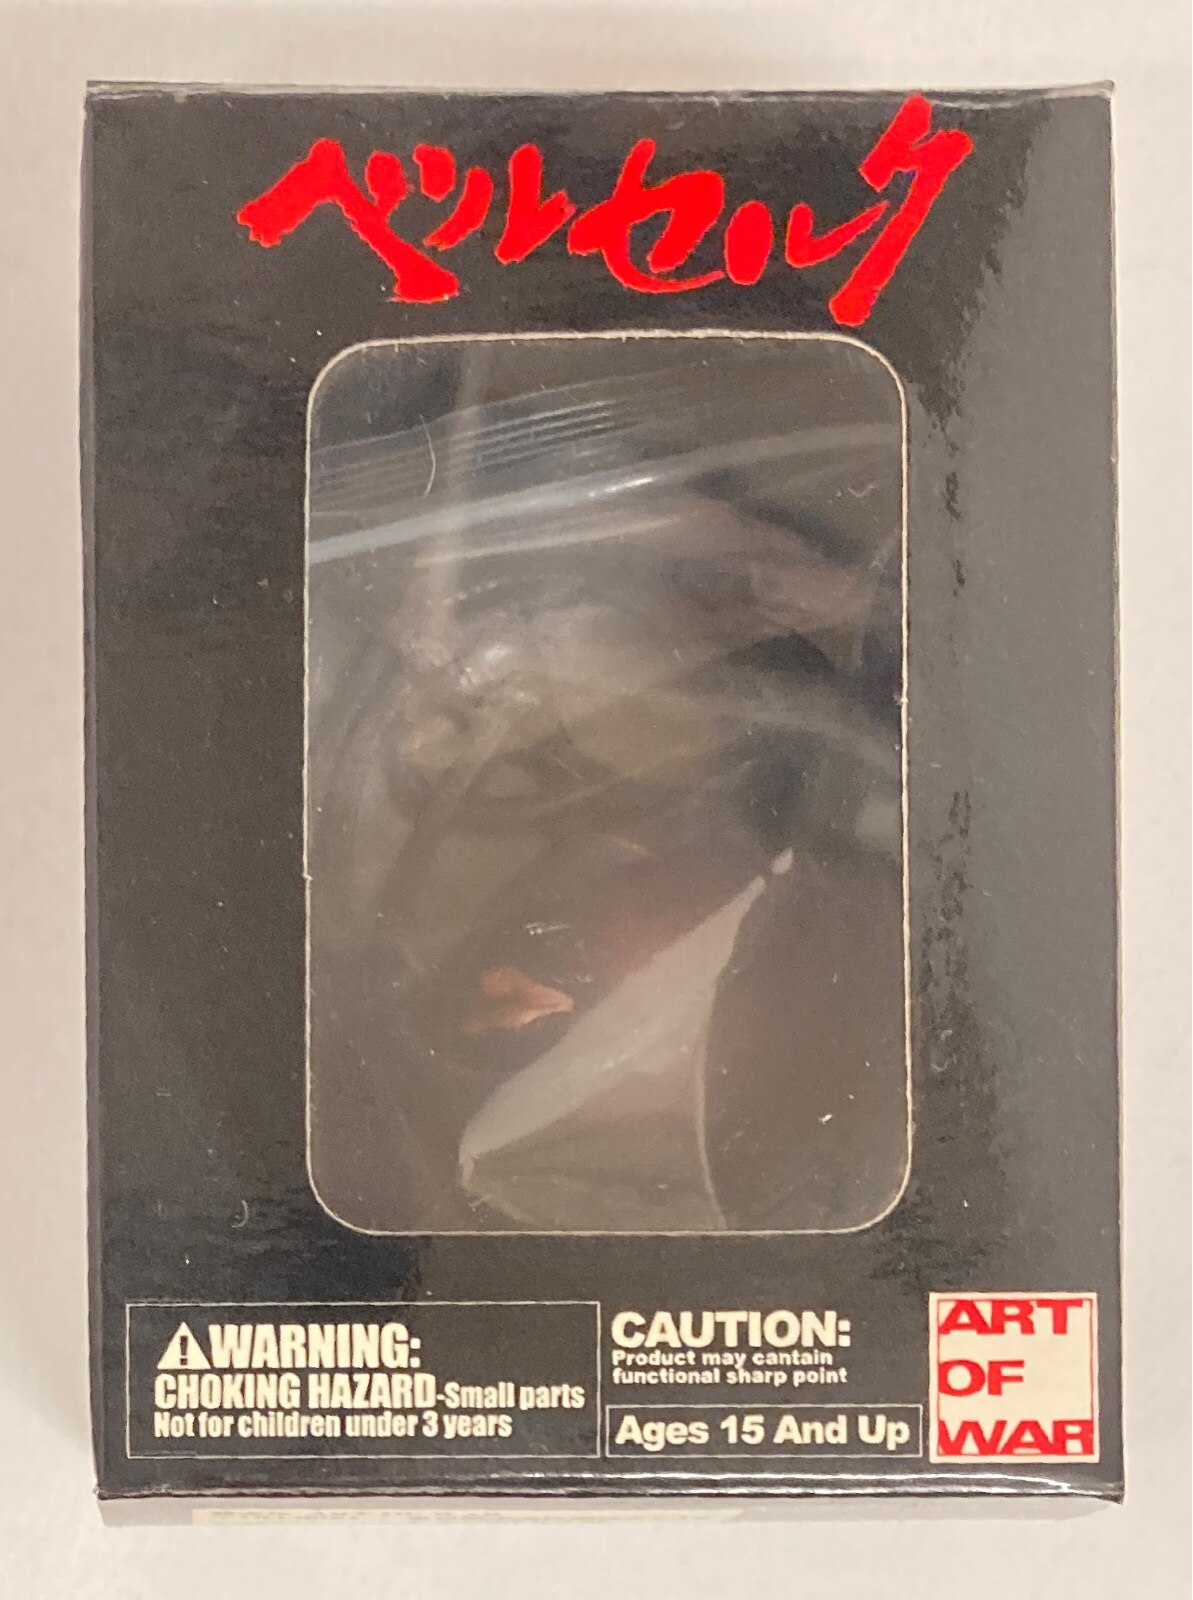 ベルセルク
WARNING:
CHOKING HAZARD-Small parts
Not for children under 3 years
CAUTION:
Product may cantain
functional sharp point
Ages 15 And Up
ART
OF
WAR